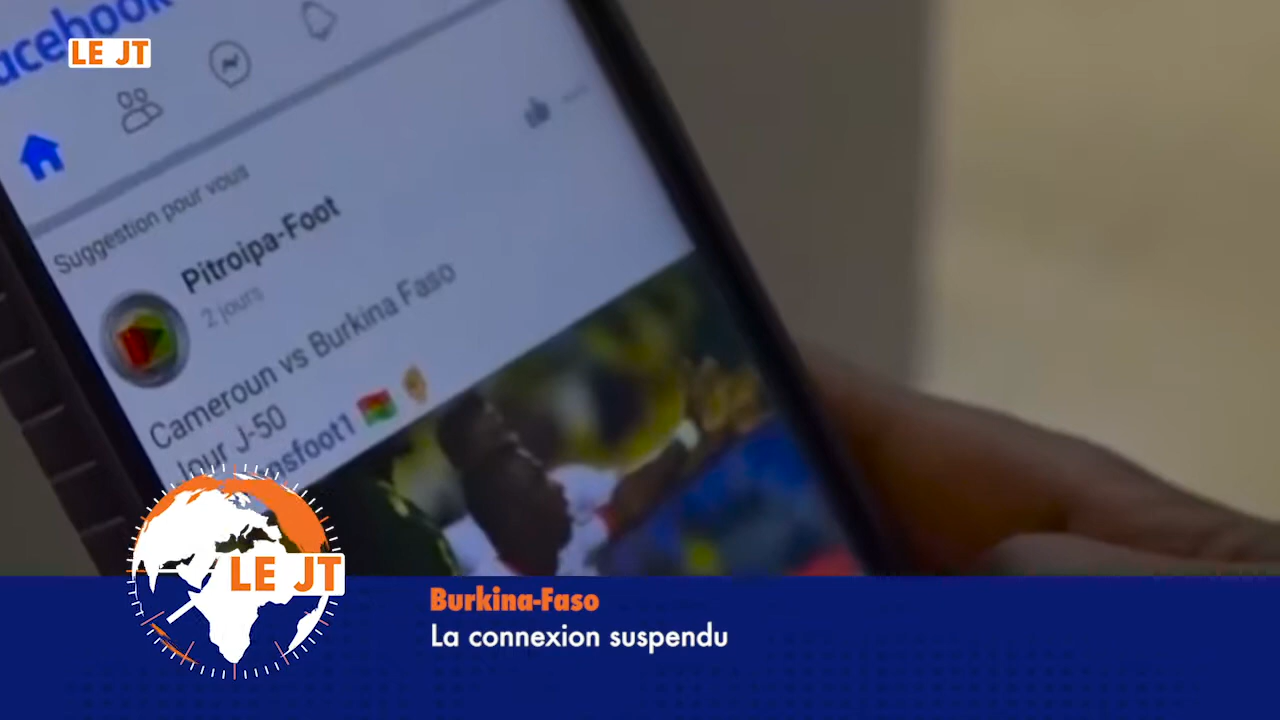 acebook
LE JT
Suggestion pour vous
Pitroipa-Foot
2 jours
Cameroun vs Burkina Faso
Jour J-50
asfoot1
LE JT
Burkina-Faso
La connexion suspendu